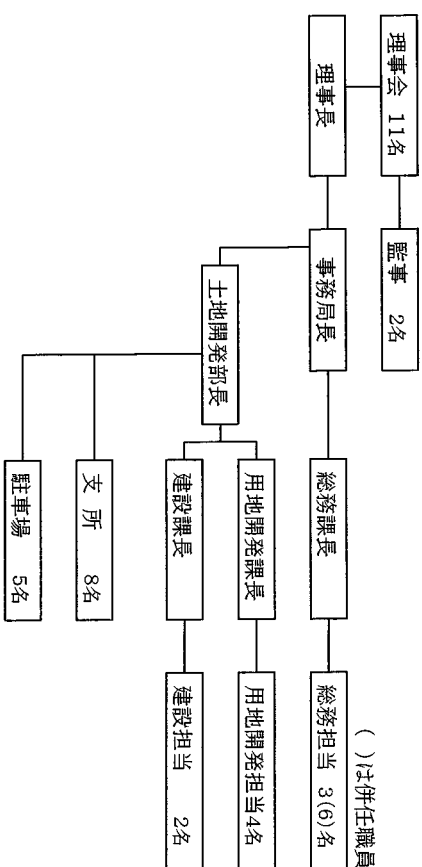 理事会 11名
監事 2名
理事長
事務局長
総務課長
総務担当 3(6)名
( )は併任職員
土地開発部長
用地開発課長
用地開発担当4名
建設課長
建設担当 2名
支 所 8名
駐車場 5名